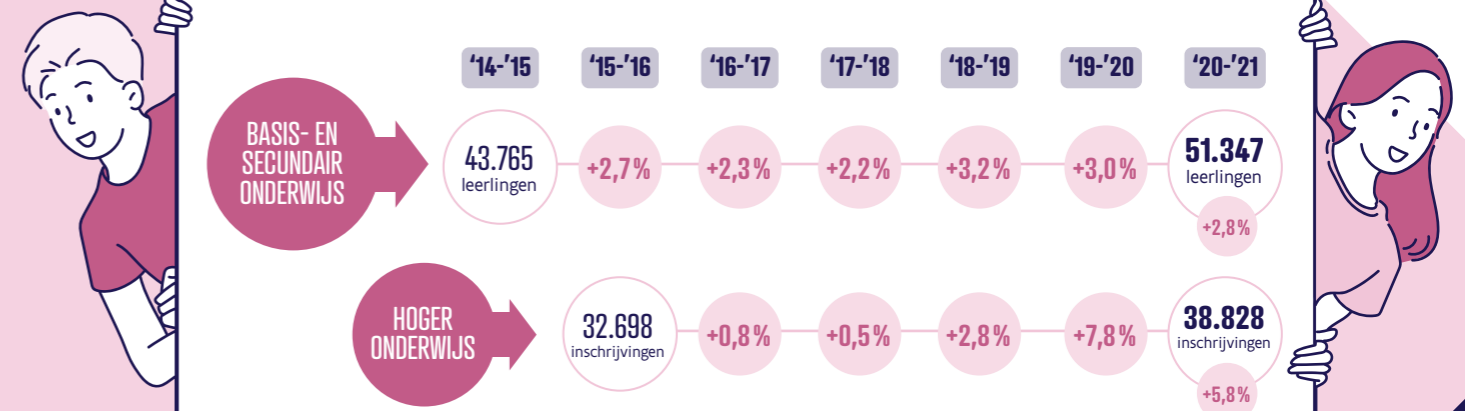 ‘14-’15
‘15-’16
‘16-’17
‘17-’18
‘18-’19
‘19-’20
‘20-’21
BASIS- EN
SECUNDAIR
ONDERWIJS
43.765
leerlingen
+2,7%
+2,3%
+2,2%
+3,2%
+3,0%
51.347
leerlingen
+2,8%
HOGER
ONDERWIJS
32.698
inschrijvingen
+0,8%
+0,5%
+2,8%
+7,8%
38.828
inschrijvingen
+5,8%